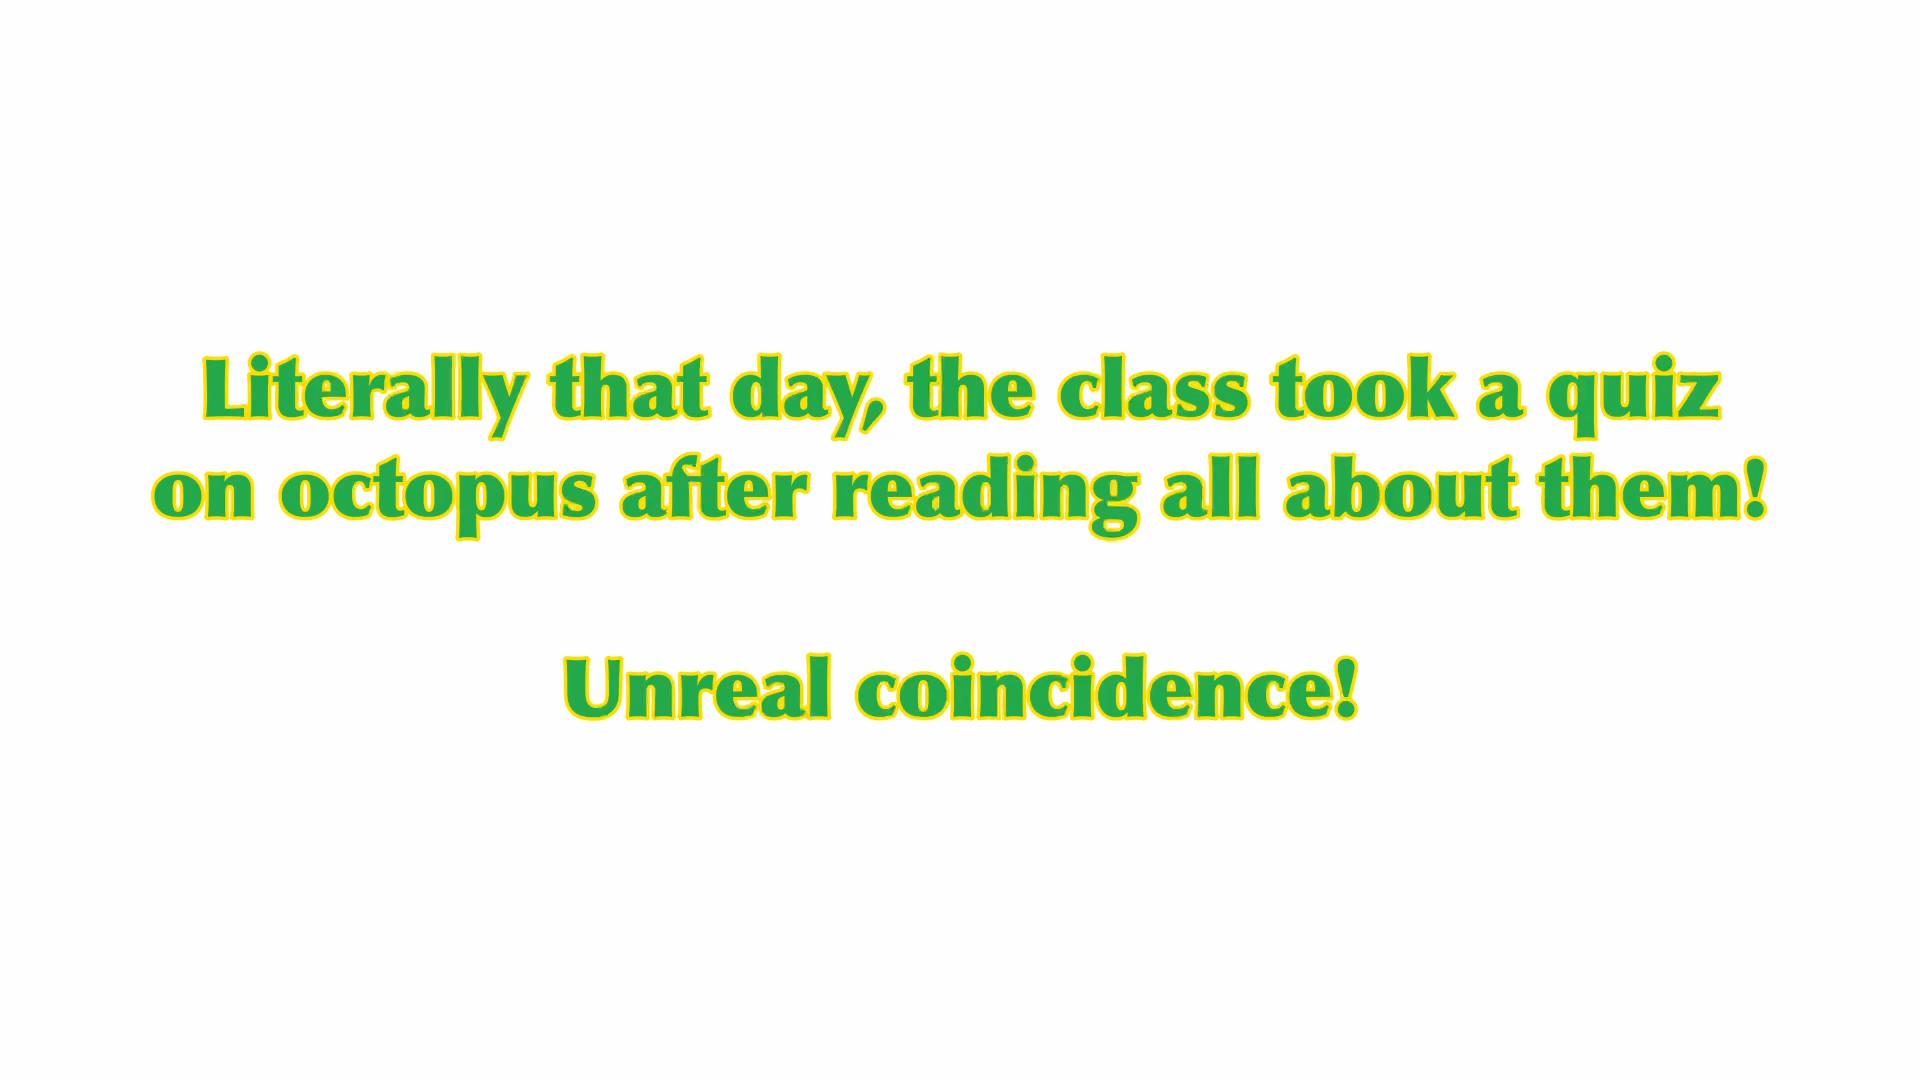 Literally that day, the class took a quiz
on octopus after reading all about them!
Unreal coincidence!